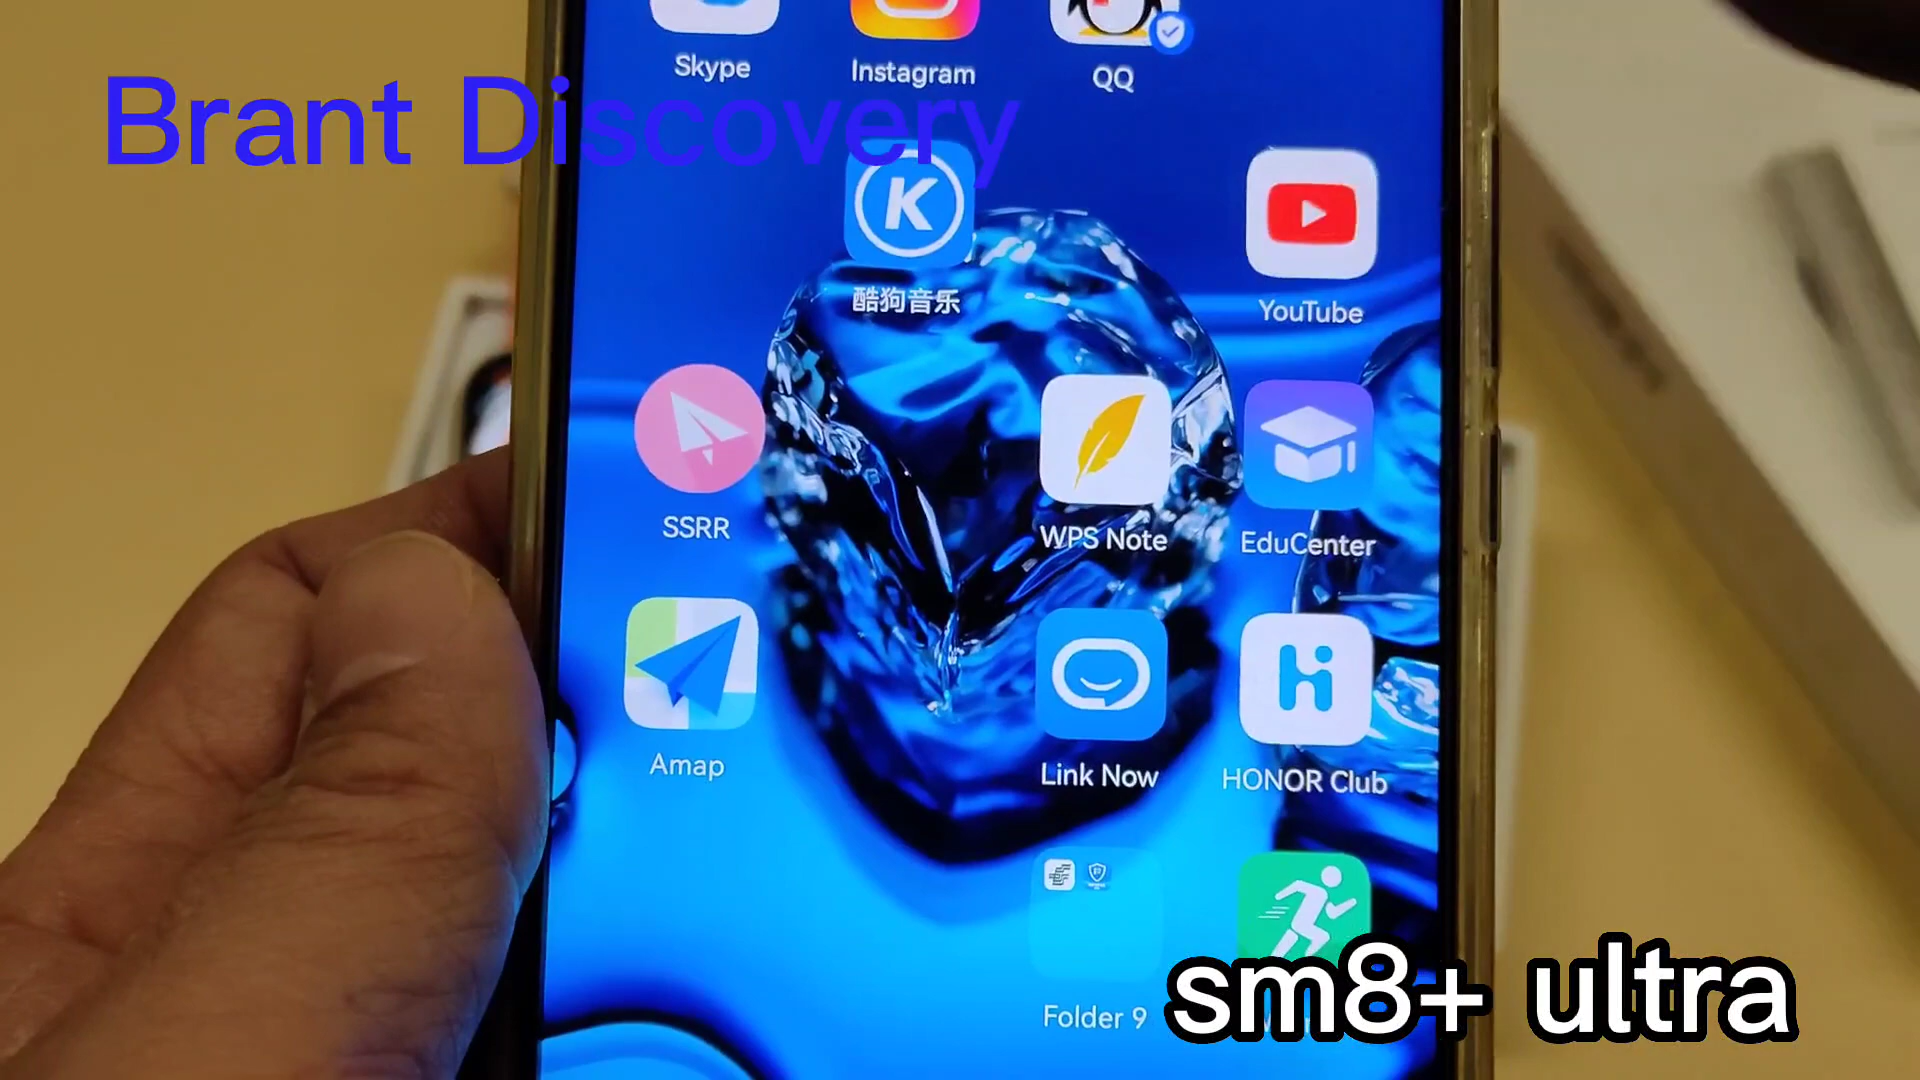 Skype
Instagram
QQ
Brant Discovery
K
酷狗音乐
YouTube
SSRR
WPS Note
EduCenter
Amap
Link Now
HONOR Club
Folder 9
sm8+ ultra